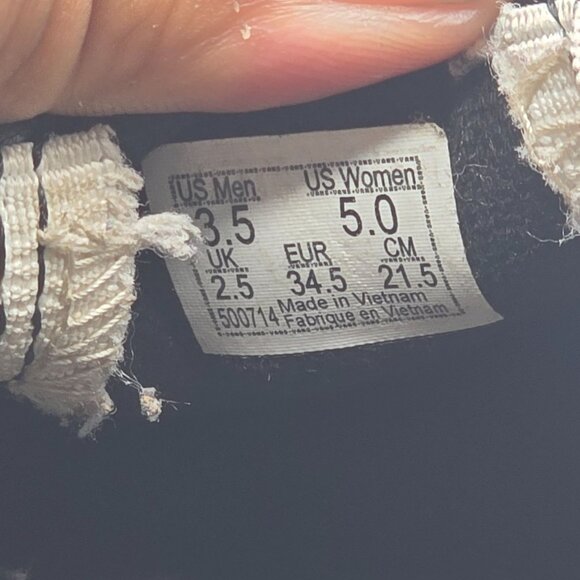 US Men US Women
3.5 5.0
UK EUR CM
2.5 34.5 21.5
500714 Made in Vietnam
Fabrique en Vietnam